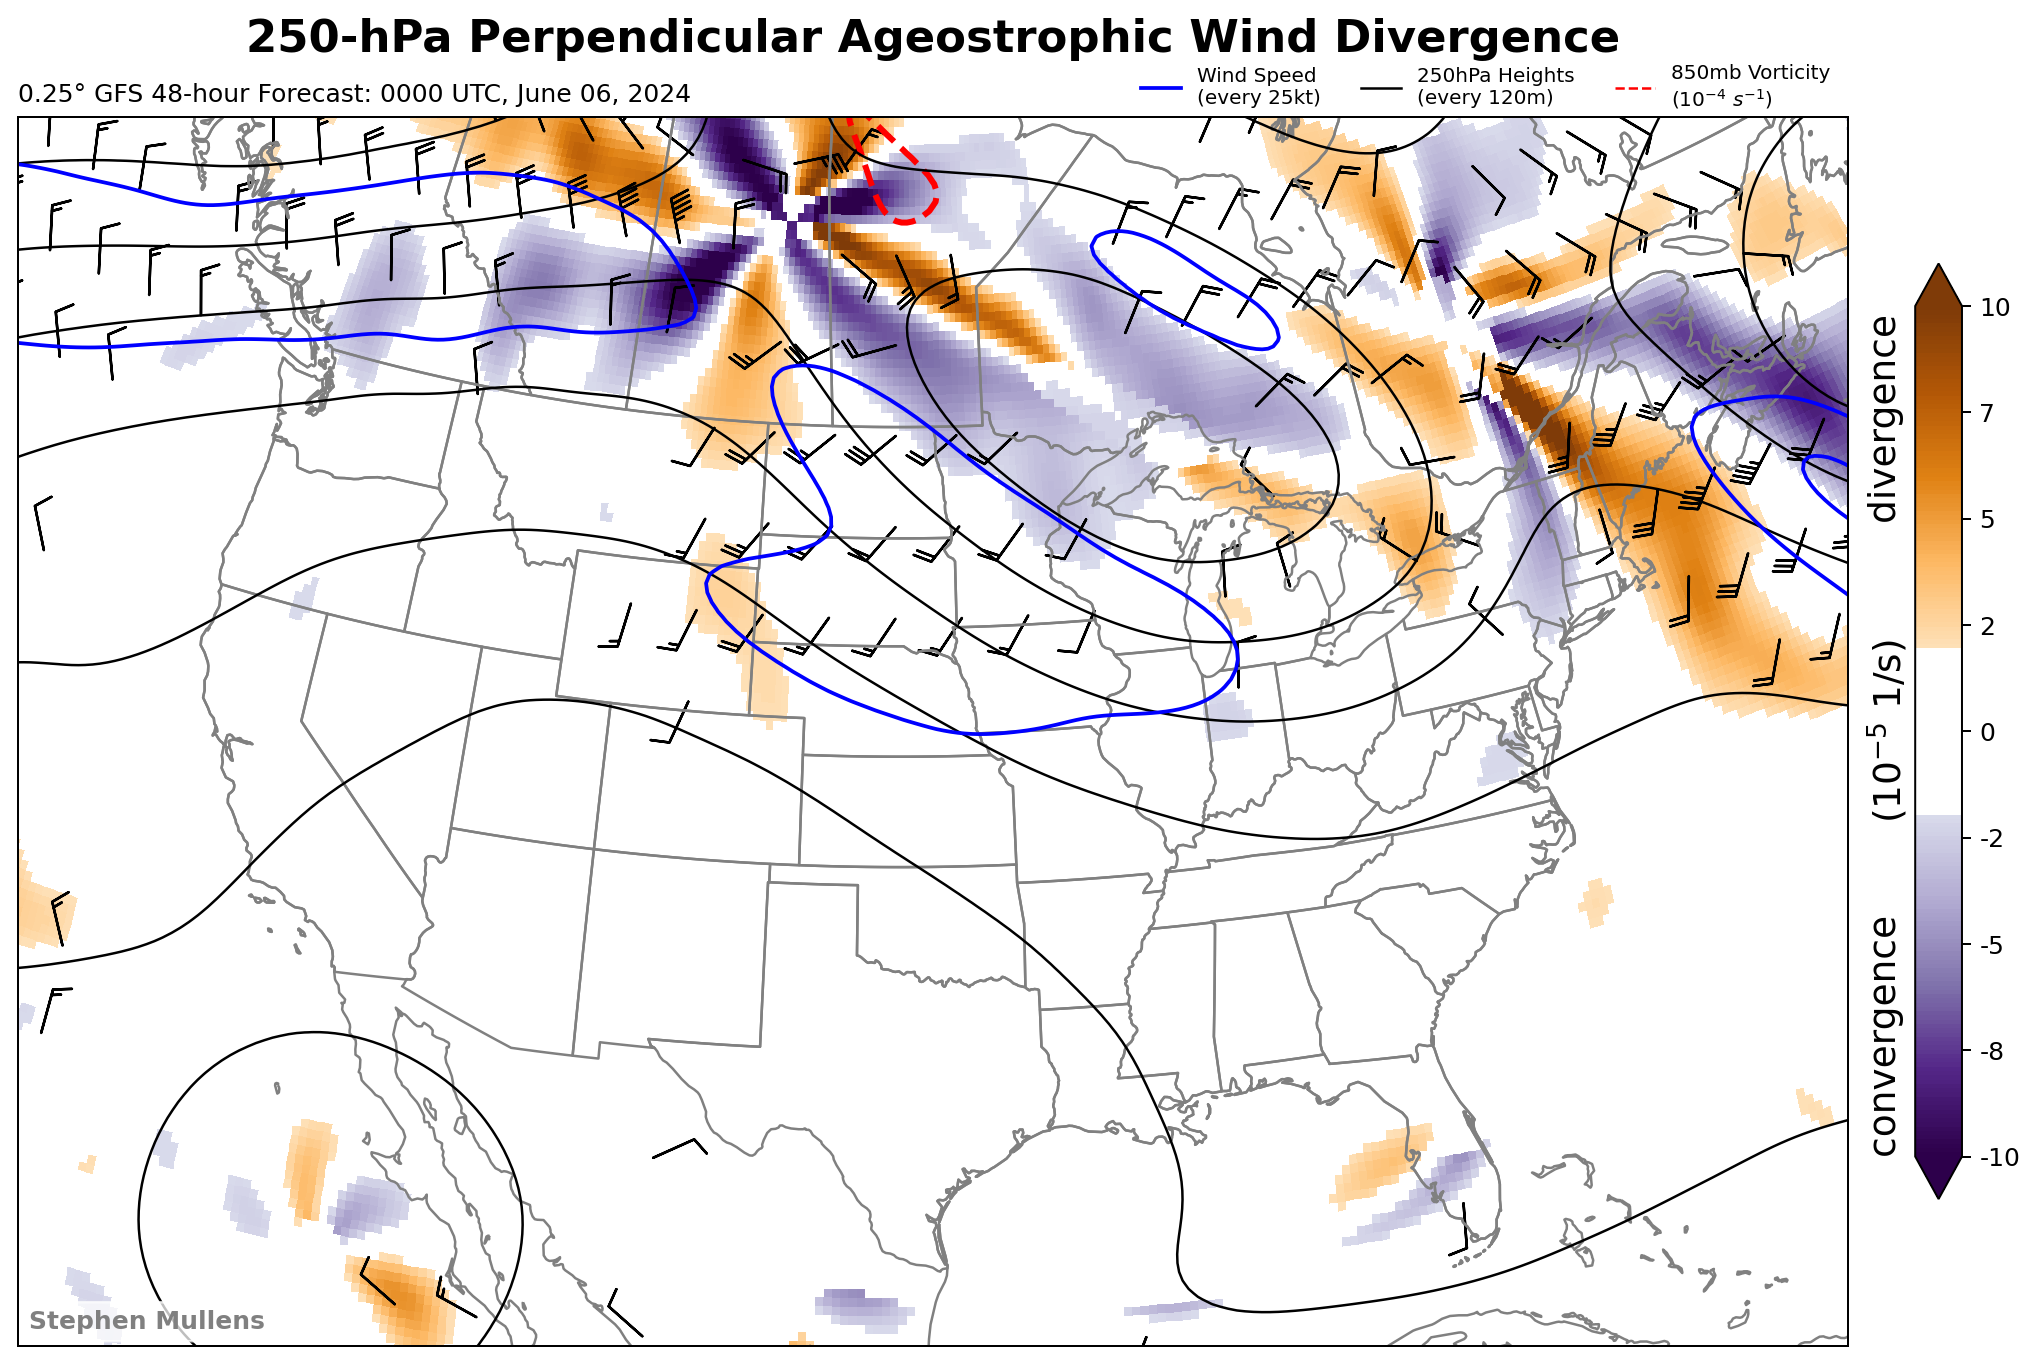 250-hPa Perpendicular Ageostrophic Wind Divergence
0.25° GFS 48-hour Forecast: 0000 UTC, June 06, 2024
Wind Speed
(every 25kt)
250hPa Heights
(every 120m)
850mb Vorticity
(10⁻⁴ s⁻¹)
10
7
5
2
0
-2
-5
-8
-10
convergence (10⁻⁵ 1/s) divergence
Stephen Mullens